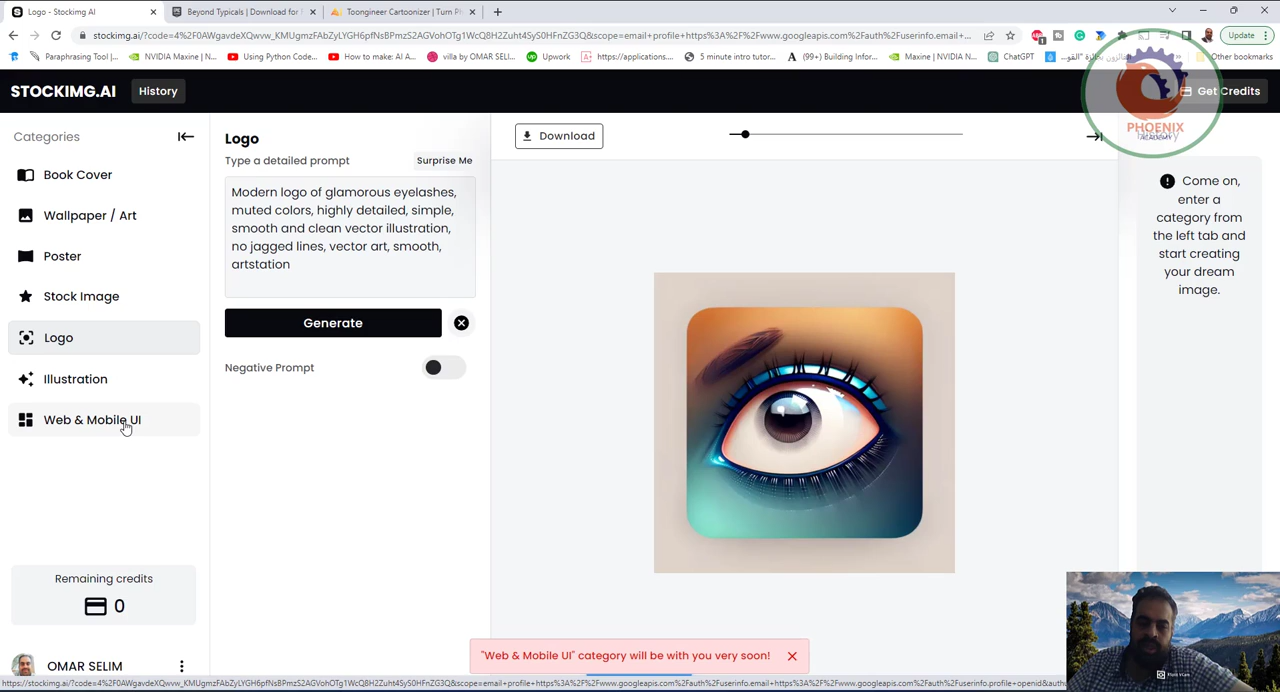 Logo - Stockimg AI
Beyond Typicals | Download for F
Toongineer Cartoonizer | Turn Ph
stockimg.ai/?code=4%2F0AWgavdeXQwvw_KMUgmzFAbZyLYGH6pfNsBPmzS2AGVohOTg1WcQ8H2Zuht4S0HFnZG3Q&scope=email+profile+https%3A%2F%2Fwww.googleapis.com%2Fauth%2Fuserinfo.email+...
Update
Paraphrasing Tool |...
NVIDIA Maxine | N...
Using Python Code...
How to make: AI A...
villa by OMAR SELI...
Upwork
https://applications....
5 minute intro tutor...
(99+) Building Infor...
Maxine | NVIDIA N...
ChatGPT
Other bookmarks
STOCKIMG.AI
History
Get Credits
PHOENIX
ACADEMY
History
Categories
Book Cover
Wallpaper / Art
Poster
Stock Image
Logo
Illustration
Web & Mobile UI
Remaining credits
0
OMAR SELIM
Logo
Type a detailed prompt
Surprise Me
Modern logo of glamorous eyelashes,
muted colors, highly detailed, simple,
smooth and clean vector illustration,
no jagged lines, vector art, smooth,
artstation
Generate
Negative Prompt
Download
Come on,
enter a
category from
the left tab and
start creating
your dream
image.
"Web & Mobile UI" category will be with you very soon!